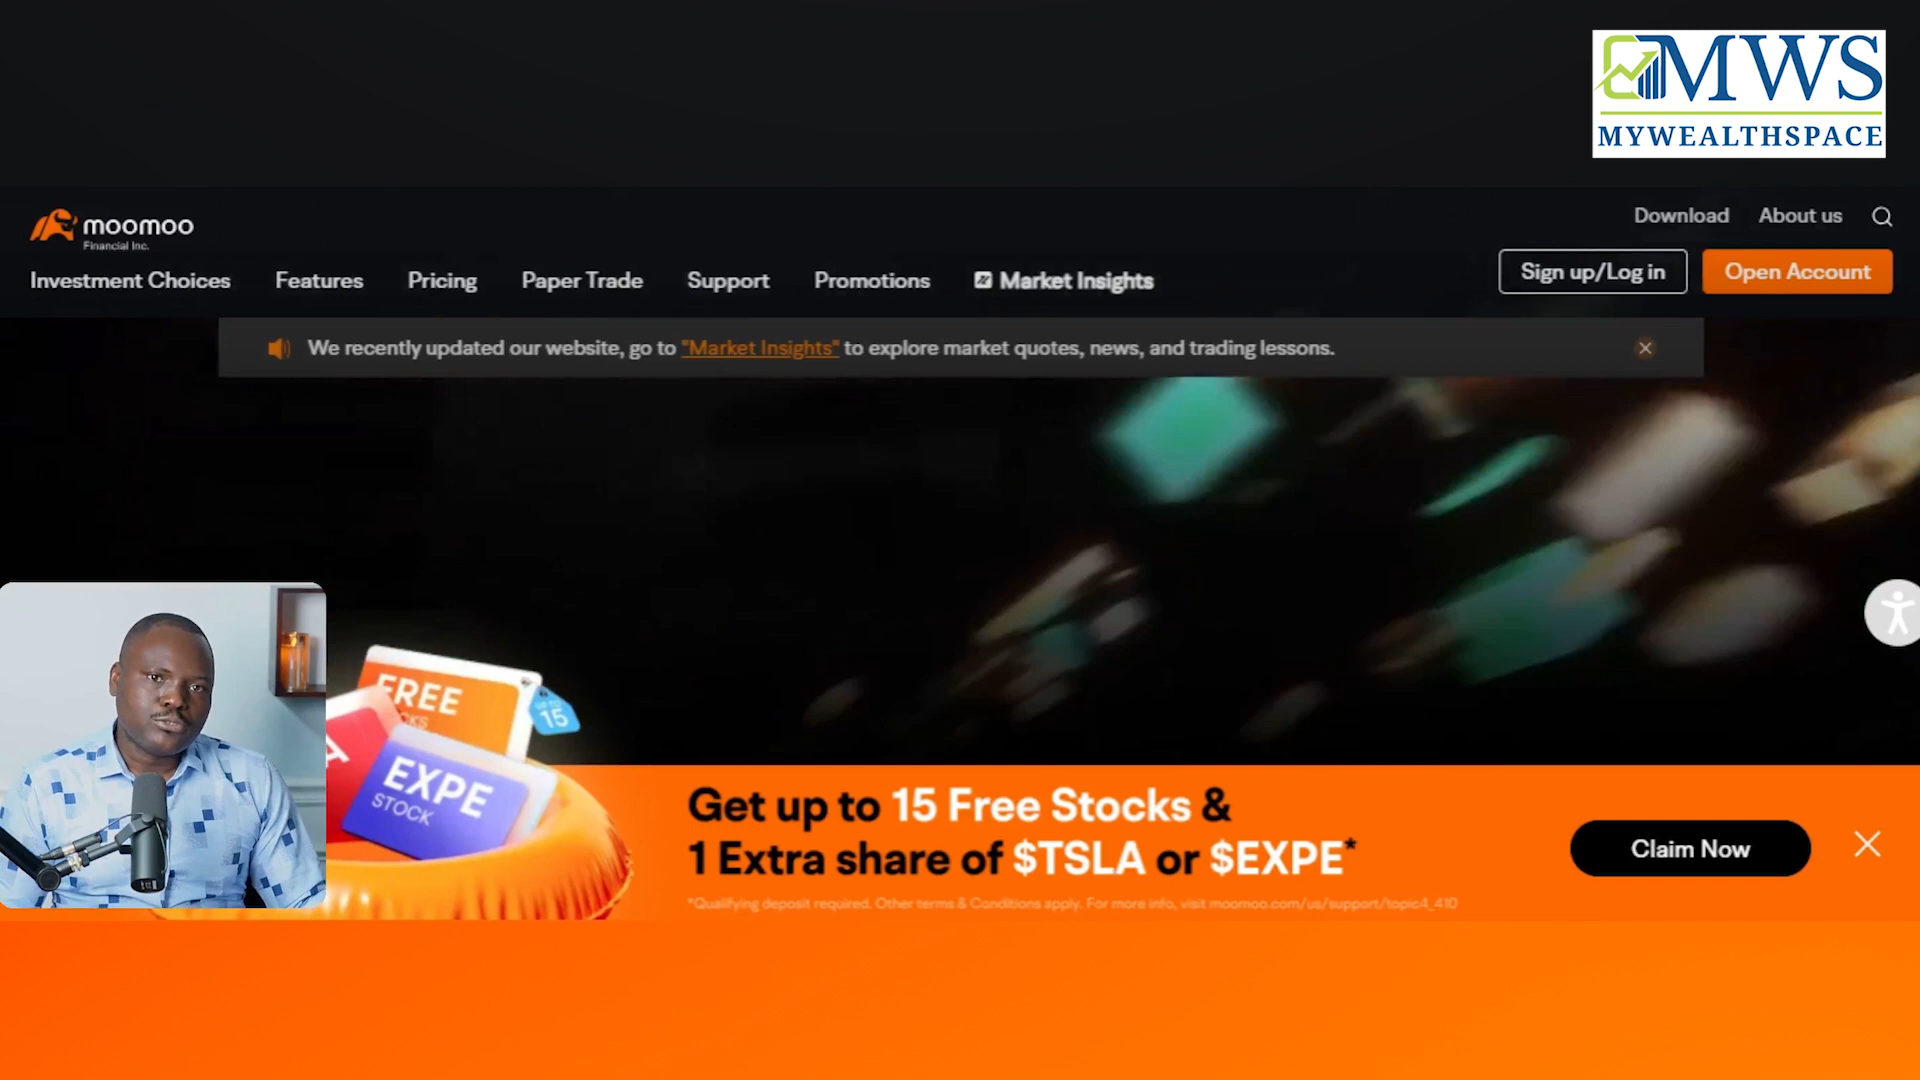 MWS
MYWEALTHSPACE
moomoo
Financial Inc.
Download About us
Investment Choices Features Pricing Paper Trade Support Promotions Market Insights
Sign up/Log in Open Account
We recently updated our website, go to "Market Insights" to explore market quotes, news, and trading lessons.
FREE
UP TO
15
EXPE
STOCK
Get up to 15 Free Stocks &
1 Extra share of $TSLA or $EXPE*
Claim Now
*Qualifying deposit required. Other terms & Conditions apply. For more info, visit moomoo.com/us/support/topic4_410